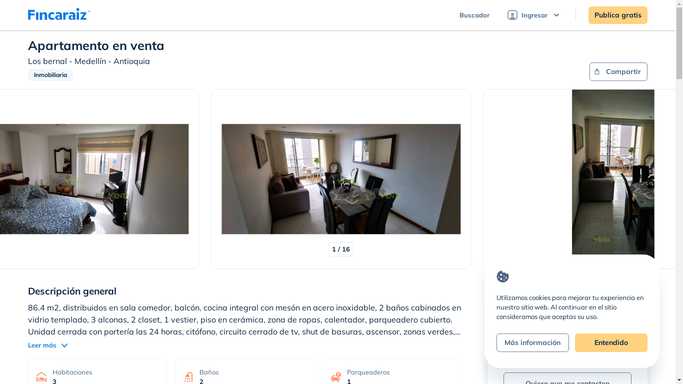 Fincaraiz
Buscador
Ingresar
Publica gratis
Apartamento en venta
Los bernal - Medellín - Antioquia
Inmobiliaria
Compartir
1 / 16
Descripción general
86.4 m2, distribuidos en sala comedor, balcón, cocina integral con mesón en acero inoxidable, 2 baños cabinados en
vidrio templado, 3 alconas, 2 closet, 1 vestier, piso en cerámica, zona de ropas, calentador, parqueadero cubierto.
Unidad cerrada con portería las 24 horas, citófono, circuito cerrado de tv, shut de basuras, ascensor, zonas verdes,...
Leer más
Habitaciones
3
Baños
2
Parqueaderos
1
Utilizamos cookies para mejorar tu experiencia en
nuestro sitio web. Al continuar en el sitio
consideramos que aceptas su uso.
Más información
Entendido
Quiero que me contacten